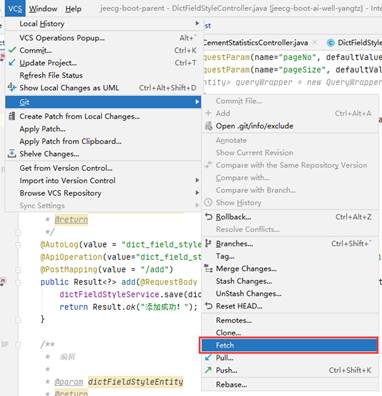 VCS Window Help jeecg-boot-parent - DictFieldStyleController.java [jeecg-boot-ai-well-yangtz] - Inte
Local History
VCS Operations Popup... Alt+`
Commit... Ctrl+K
Update Project... Ctrl+T
Refresh File Status
Show Local Changes as UML Ctrl+Alt+Shift+D
Git
Create Patch from Local Changes...
Apply Patch...
Apply Patch from Clipboard...
Shelve Changes...
Get from Version Control...
Import into Version Control
Browse VCS Repository
Sync Settings
CementStatisticsController.java DictFieldS
questParam(name="pageNo", defaultValue
questParam(name="pageSize", defaultVal
ntity> queryWrapper = new QueryWrapp
Commit File...
Add Ctrl+Alt+A
Open .git/info/exclude
Annotate
Show Current Revision
Compare with the Same Repository Version
Compare with...
Compare with Branch...
Show History
Rollback... Ctrl+Alt+Z
Resolve Conflicts...
Branches... Ctrl+Shift+`
Tag...
Merge Changes...
Stash Changes...
UnStash Changes...
Reset HEAD...
Remotes...
Clone...
Fetch
Pull...
Push... Ctrl+Shift+K
Rebase...
* @return
*/
@AutoLog(value = "dict_field_style
@ApiOperation(value="dict_field_st
@PostMapping(value = "/add")
public Result<?> add(@RequestBody
dictFieldStyleService.save(dic
return Result.ok("添加成功！");
}
/**
* 编辑
*
* @param dictFieldStyleEntity
* @return